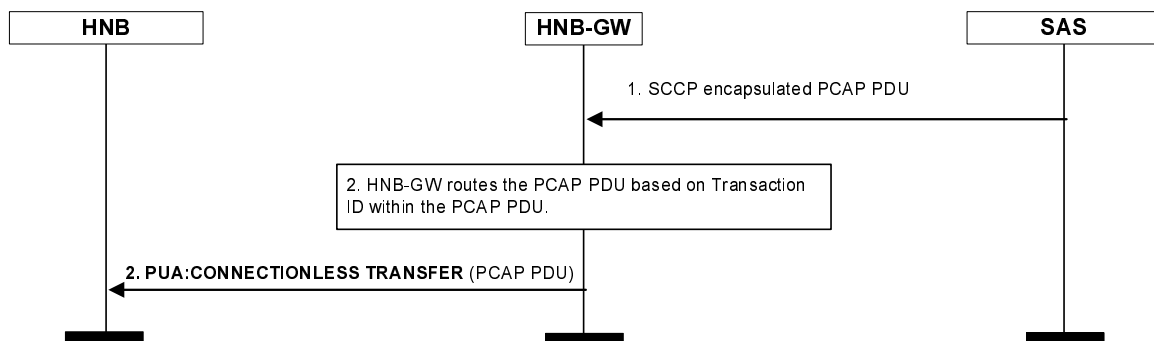 HNB
HNB-GW
SAS
1. SCCP encapsulated PCAP PDU
2. HNB-GW routes the PCAP PDU based on Transaction
ID within the PCAP PDU.
2. PUA:CONNECTIONLESS TRANSFER (PCAP PDU)